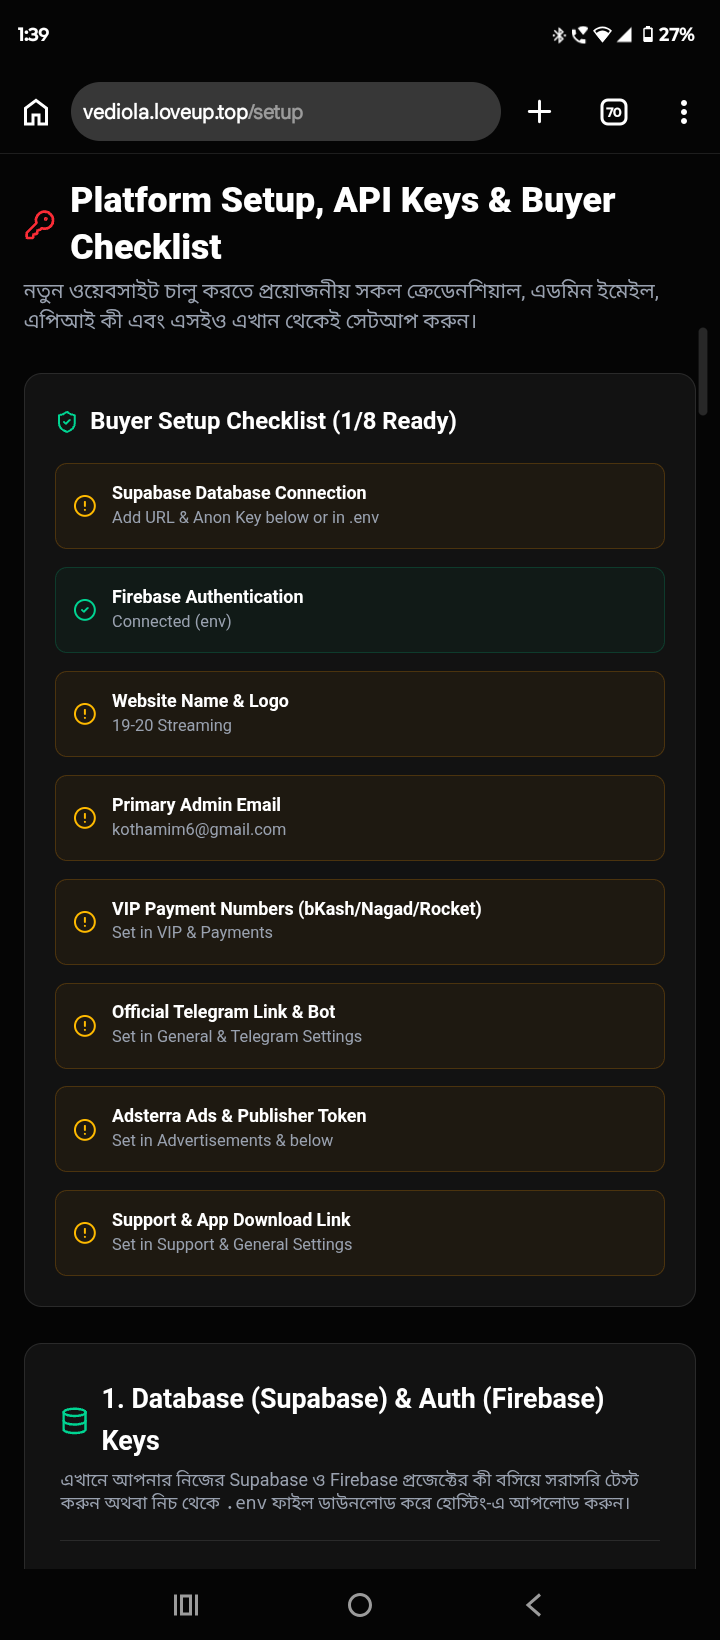 1:39
27%
vediola.loveup.top/setup
70
Platform Setup, API Keys & Buyer
Checklist
নতুন ওয়েবসাইট চালু করতে প্রয়োজনীয় সকল ক্রেডেনশিয়াল, এডমিন ইমেইল,
এপিআই কী এবং এসইও এখান থেকেই সেটআপ করুন।
Buyer Setup Checklist (1/8 Ready)
Supabase Database Connection
Add URL & Anon Key below or in .env
Firebase Authentication
Connected (env)
Website Name & Logo
19-20 Streaming
Primary Admin Email
kothamim6@gmail.com
VIP Payment Numbers (bKash/Nagad/Rocket)
Set in VIP & Payments
Official Telegram Link & Bot
Set in General & Telegram Settings
Adsterra Ads & Publisher Token
Set in Advertisements & below
Support & App Download Link
Set in Support & General Settings
1. Database (Supabase) & Auth (Firebase)
Keys
এখানে আপনার নিজের Supabase ও Firebase প্রজেক্টের কী বসিয়ে সরাসরি টেস্ট
করুন অথবা নিচ থেকে .env ফাইল ডাউনলোড করে হোস্টিং-এ আপলোড করুন।